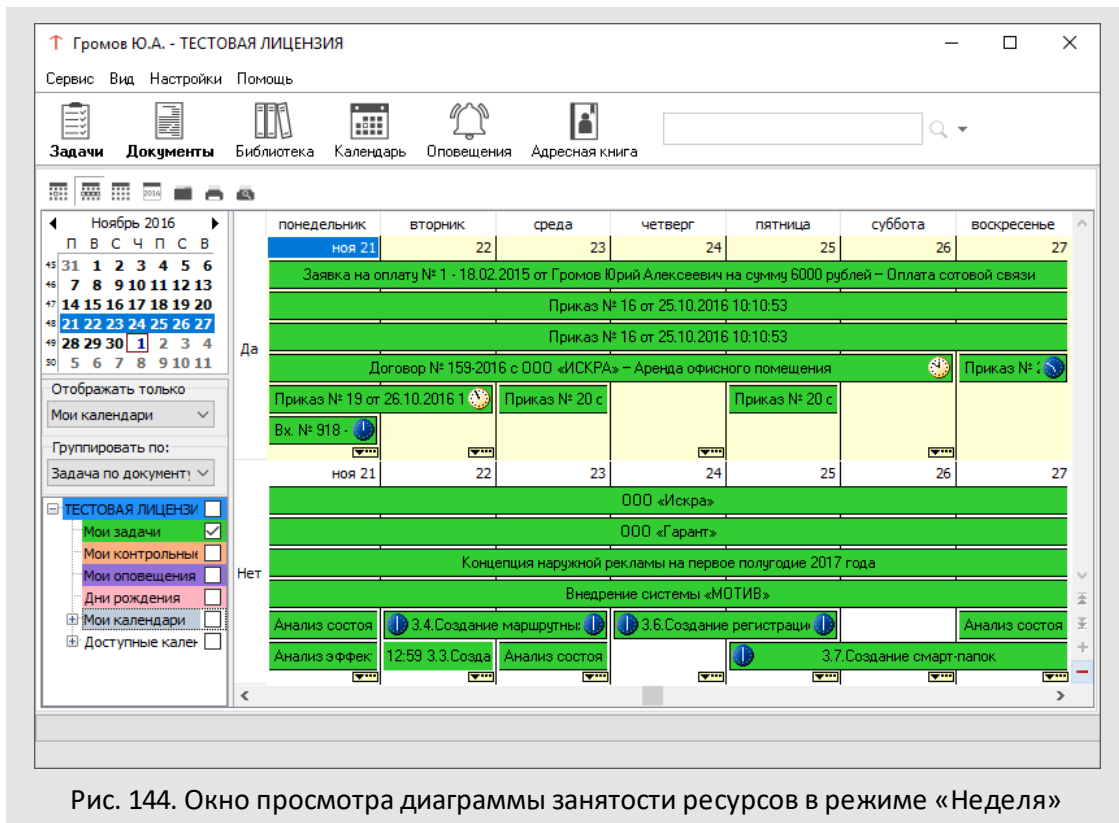 Громов Ю.А. - ТЕСТОВАЯ ЛИЦЕНЗИЯ
Сервис Вид Настройки Помощь
Задачи Документы Библиотека Календарь Оповещения Адресная книга
2016
Ноябрь 2016
П В С Ч П С В
45 31 1 2 3 4 5 6
46 7 8 9 10 11 12 13
47 14 15 16 17 18 19 20
48 21 22 23 24 25 26 27
49 28 29 30 1 2 3 4
50 5 6 7 8 9 10 11
Отображать только
Мои календари
Группировать по:
Задача по документу
ТЕСТОВАЯ ЛИЦЕНЗИ
Мои задачи
Мои контрольные
Мои оповещения
Дни рождения
Мои календари
Доступные кален
понедельник вторник среда четверг пятница суббота воскресенье
ноя 21 22 23 24 25 26 27
Да
Заявка на оплату № 1 - 18.02.2015 от Громов Юрий Алексеевич на сумму 6000 рублей – Оплата сотовой связи
Приказ № 16 от 25.10.2016 10:10:53
Приказ № 16 от 25.10.2016 10:10:53
Договор № 159-2016 с ООО «ИСКРА» – Аренда офисного помещения Приказ № 2
Приказ № 19 от 26.10.2016 1 Приказ № 20 с Приказ № 20 с
Вх. № 918 -
ноя 21 22 23 24 25 26 27
Нет
ООО «Искра»
ООО «Гарант»
Концепция наружной рекламы на первое полугодие 2017 года
Внедрение системы «МОТИВ»
Анализ состоя 3.4.Создание маршрутны 3.6.Создание регистраци Анализ состоя
Анализ эффек 12:59 3.3.Созда Анализ состоя 3.7.Создание смарт-папок
Рис. 144. Окно просмотра диаграммы занятости ресурсов в режиме «Неделя»